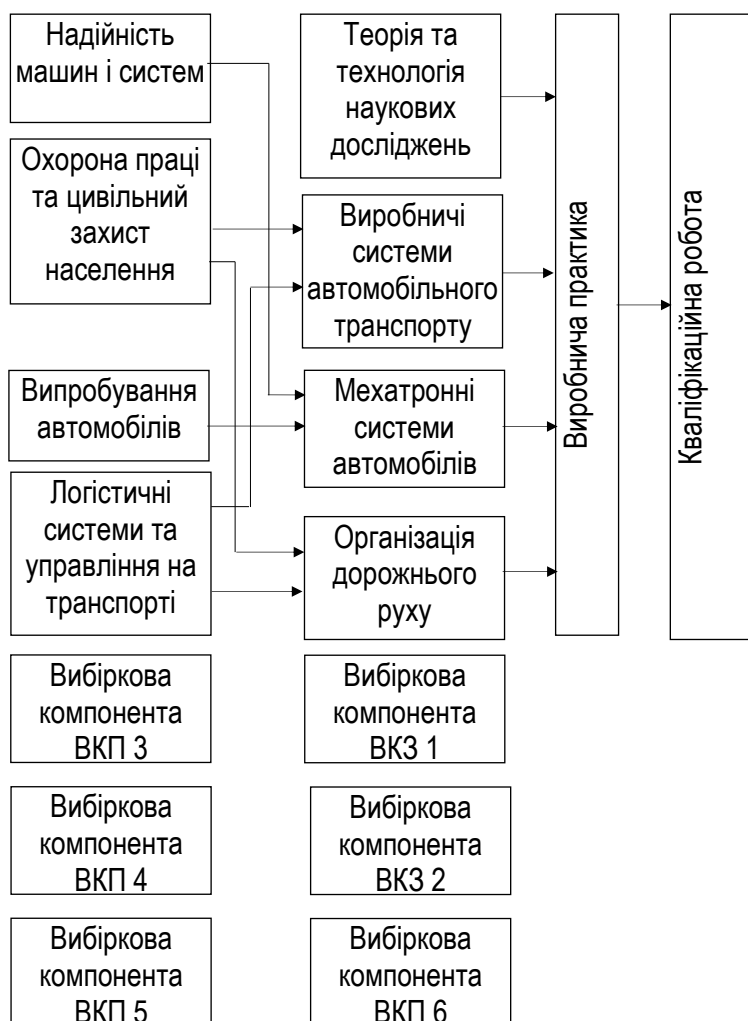 Надійність
машин і систем
Охорона праці
та цивільний
захист
населення
Випробування
автомобілів
Логістичні
системи та
управління на
транспорті
Вибіркова
компонента
ВКП 3
Вибіркова
компонента
ВКП 4
Вибіркова
компонента
ВКП 5
Теорія та
технологія
наукових
досліджень
Виробничі
системи
автомобільного
транспорту
Мехатронні
системи
автомобілів
Організація
дорожнього
руху
Вибіркова
компонента
ВКЗ 1
Вибіркова
компонента
ВКЗ 2
Вибіркова
компонента
ВКП 6
Виробнича практика
Кваліфікаційна робота